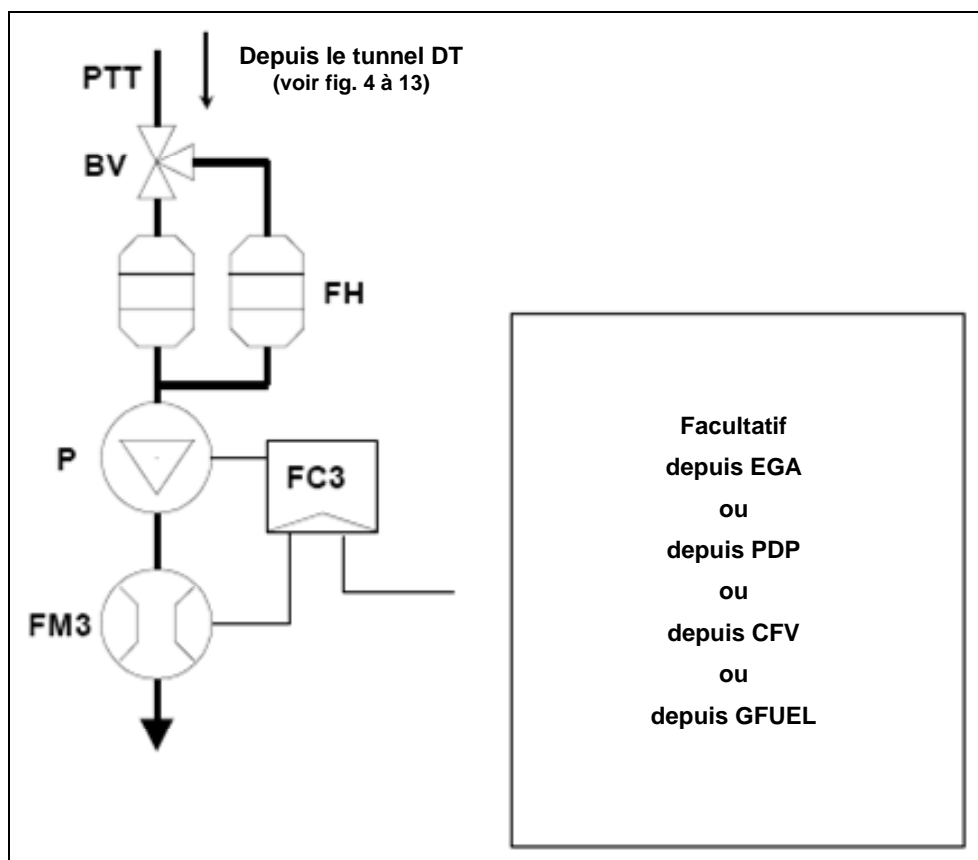 Depuis le tunnel DT
(voir fig. 4 à 13)
PTT
BV
FH
P
FC3
FM3
Facultatif
depuis EGA
ou
depuis PDP
ou
depuis CFV
ou
depuis GFUEL